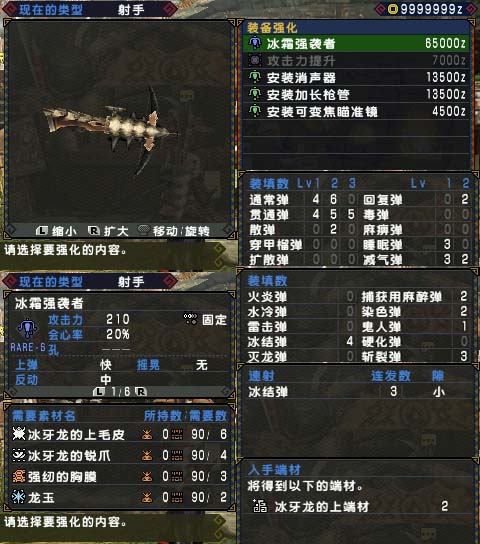 现在的类型 射手
9999999z
装备强化
冰霜强袭者 65000z
攻击力提升 7000z
安装消声器 13500z
安装加长枪管 13500z
安装可变焦瞄准镜 4500z
L 缩小 R 扩大 移动/旋转
请选择要强化的内容。
装填数 Lv1 2 3 Lv 1 2
通常弹 4 6 0 回复弹 0 2
贯通弹 4 5 5 毒弹 0 0
散弹 0 2 0 麻痹弹 0 0
穿甲榴弹 0 0 0 睡眠弹 3 0
扩散弹 0 0 0 减气弹 3 2
现在的类型 射手
冰霜强袭者
攻击力 210 固定
会心率 20%
RARE-6 孔 ---
上弹 快 摇晃 无
反动 中
L 1/6 R
装填数
火炎弹 0 捕获用麻醉弹 2
水冷弹 0 染色弹 2
雷击弹 0 鬼人弹 1
冰结弹 4 硬化弹 0
灭龙弹 0 斩裂弹 3
速射 连发数 隙
冰结弹 3 小
需要素材名 所持数/需要数
冰牙龙的上毛皮 0 90/ 6
冰牙龙的锐爪 0 90/ 4
强纫的胸膜 0 90/ 3
龙玉 0 90/ 2
请选择要强化的内容。
入手端材
将得到以下的端材。
冰牙龙的上端材 2